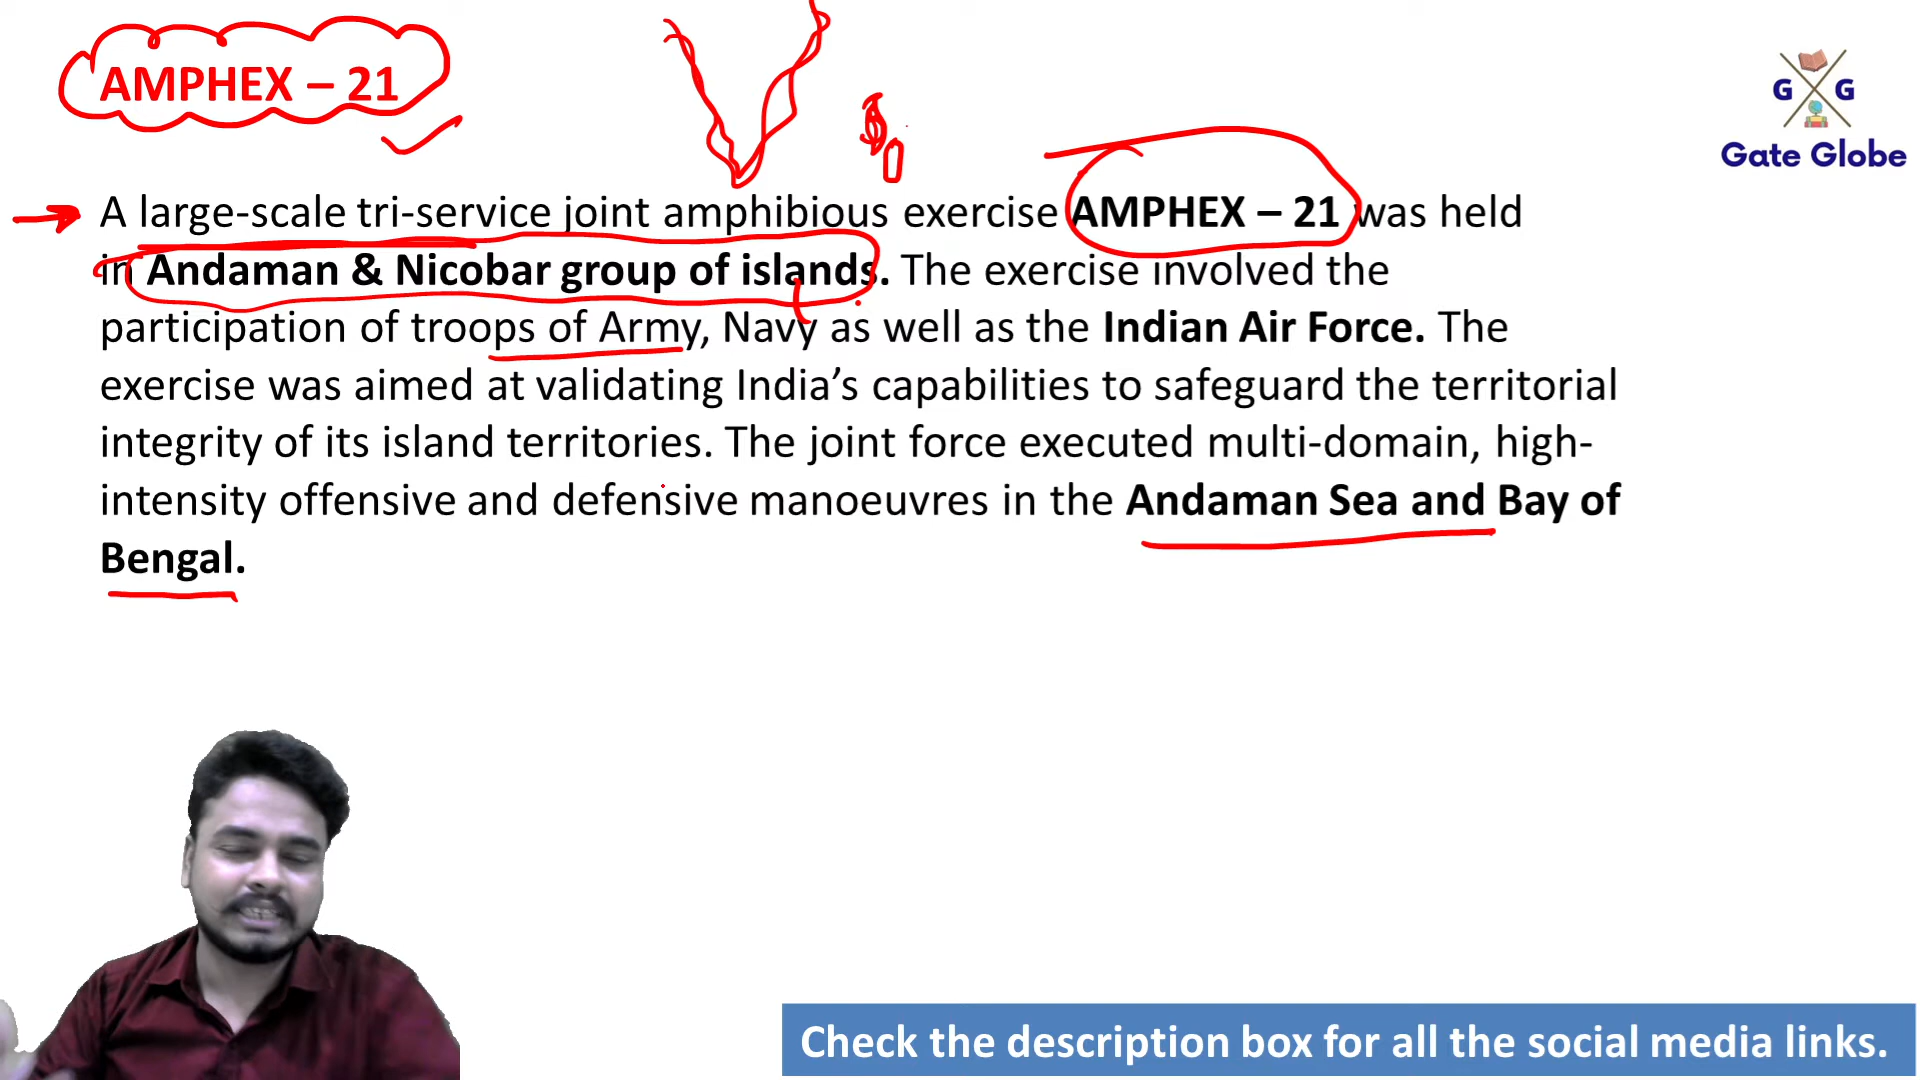 AMPHEX – 21
G G
Gate Globe
A large-scale tri-service joint amphibious exercise AMPHEX – 21 was held
in Andaman & Nicobar group of islands. The exercise involved the
participation of troops of Army, Navy as well as the Indian Air Force. The
exercise was aimed at validating India’s capabilities to safeguard the territorial
integrity of its island territories. The joint force executed multi-domain, high-
intensity offensive and defensive manoeuvres in the Andaman Sea and Bay of
Bengal.
Check the description box for all the social media links.